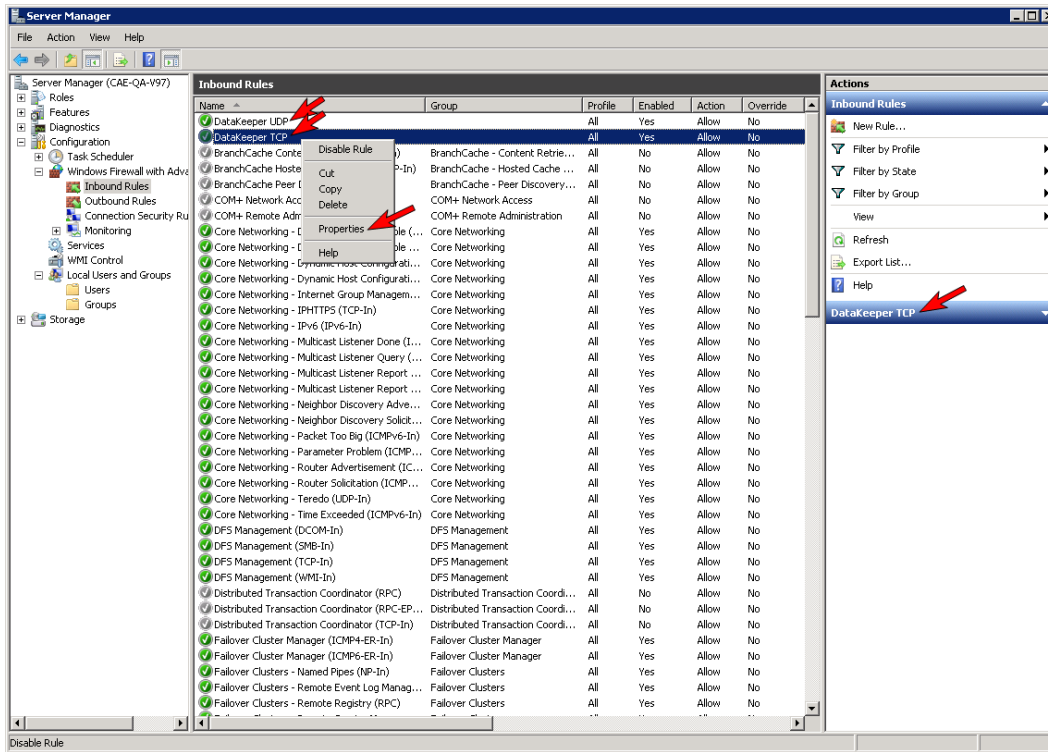 Server Manager
File Action View Help
Server Manager (CAE-QA-V97)
Roles
Features
Diagnostics
Configuration
Task Scheduler
Windows Firewall with Adva
Inbound Rules
Outbound Rules
Connection Security Ru
Monitoring
Services
WMI Control
Local Users and Groups
Users
Groups
Storage
Inbound Rules
Name Group Profile Enabled Action Override
DataKeeper UDP All Yes Allow No
DataKeeper TCP All Yes Allow No
BranchCache Conte BranchCache - Content Retrie... All No Allow No
BranchCache Hoste P-In) BranchCache - Hosted Cache ... All No Allow No
BranchCache Peer BranchCache - Peer Discovery... All No Allow No
COM+ Network Acc COM+ Network Access All No Allow No
COM+ Remote Adm COM+ Remote Administration All No Allow No
Core Networking - (... Core Networking All Yes Allow No
Core Networking - ... Core Networking All Yes Allow No
Core Networking - Dynamic Host Configurati... Core Networking All Yes Allow No
Core Networking - Dynamic Host Configurati... Core Networking All Yes Allow No
Core Networking - Internet Group Managem... Core Networking All Yes Allow No
Core Networking - IPHTTPS (TCP-In) Core Networking All Yes Allow No
Core Networking - IPv6 (IPv6-In) Core Networking All Yes Allow No
Core Networking - Multicast Listener Done (I... Core Networking All Yes Allow No
Core Networking - Multicast Listener Query (... Core Networking All Yes Allow No
Core Networking - Multicast Listener Report ... Core Networking All Yes Allow No
Core Networking - Multicast Listener Report ... Core Networking All Yes Allow No
Core Networking - Neighbor Discovery Adve... Core Networking All Yes Allow No
Core Networking - Neighbor Discovery Solicit... Core Networking All Yes Allow No
Core Networking - Packet Too Big (ICMPv6-In) Core Networking All Yes Allow No
Core Networking - Parameter Problem (ICMP... Core Networking All Yes Allow No
Core Networking - Router Advertisement (IC... Core Networking All Yes Allow No
Core Networking - Router Solicitation (ICMP... Core Networking All Yes Allow No
Core Networking - Teredo (UDP-In) Core Networking All Yes Allow No
Core Networking - Time Exceeded (ICMPv6-In) Core Networking All Yes Allow No
DFS Management (DCOM-In) DFS Management All Yes Allow No
DFS Management (SMB-In) DFS Management All Yes Allow No
DFS Management (TCP-In) DFS Management All Yes Allow No
DFS Management (WMI-In) DFS Management All Yes Allow No
Distributed Transaction Coordinator (RPC) Distributed Transaction Coordi... All No Allow No
Distributed Transaction Coordinator (RPC-EP... Distributed Transaction Coordi... All No Allow No
Distributed Transaction Coordinator (TCP-In) Distributed Transaction Coordi... All No Allow No
Failover Cluster Manager (ICMP4-ER-In) Failover Cluster Manager All Yes Allow No
Failover Cluster Manager (ICMP6-ER-In) Failover Cluster Manager All Yes Allow No
Failover Clusters - Named Pipes (NP-In) Failover Clusters All Yes Allow No
Failover Clusters - Remote Event Log Manag... Failover Clusters All Yes Allow No
Failover Clusters - Remote Registry (RPC) Failover Clusters All Yes Allow No
Disable Rule
Cut
Copy
Delete
Properties
Help
Actions
Inbound Rules
New Rule...
Filter by Profile
Filter by State
Filter by Group
View
Refresh
Export List...
Help
DataKeeper TCP
Disable Rule